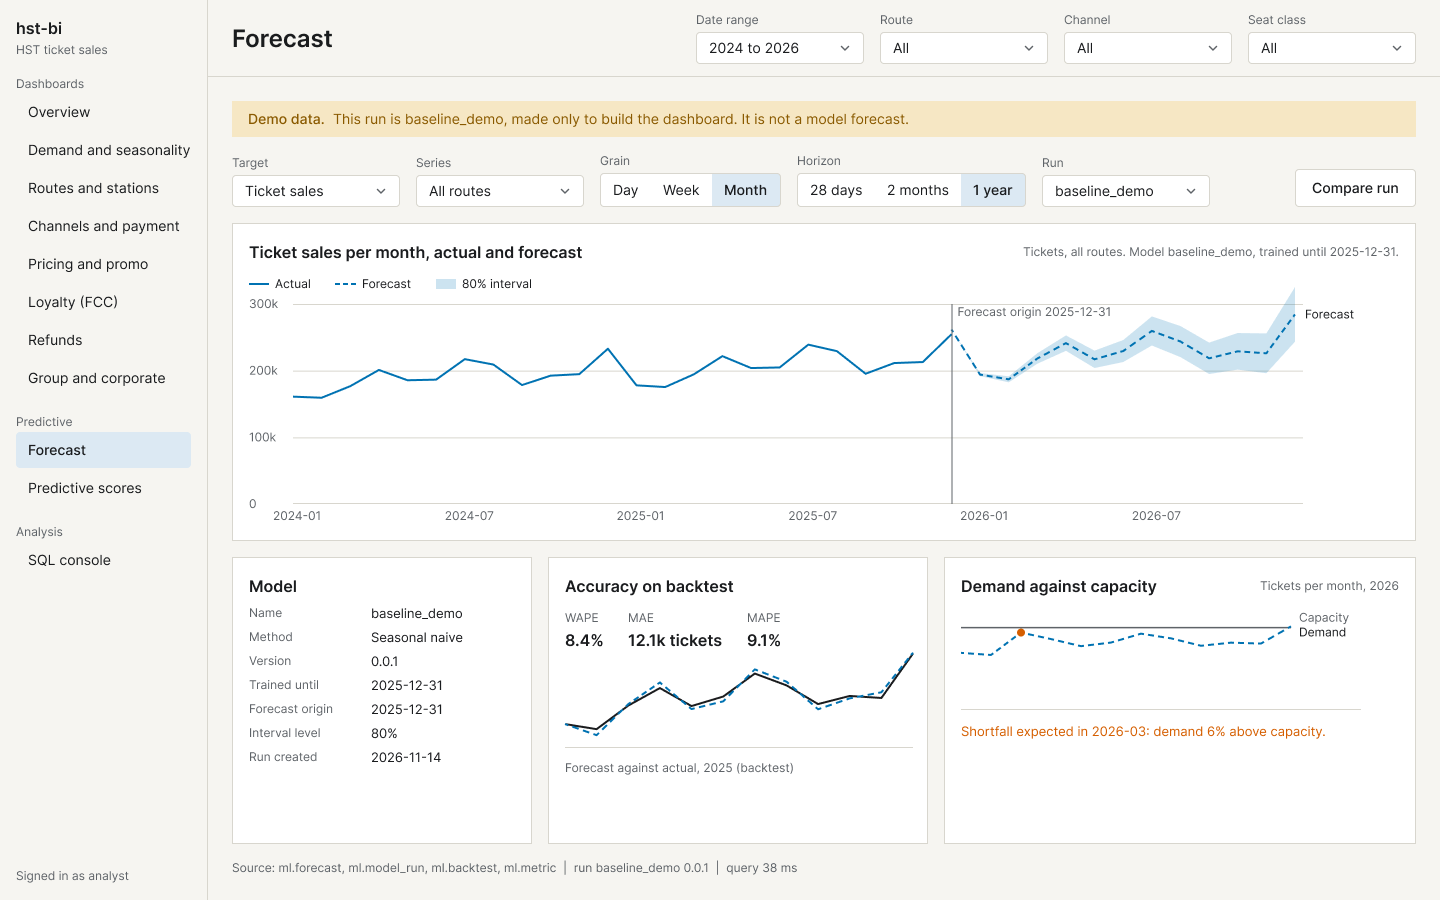 hst-bi
HST ticket sales
Dashboards
Overview
Demand and seasonality
Routes and stations
Channels and payment
Pricing and promo
Loyalty (FCC)
Refunds
Group and corporate
Predictive
Forecast
Predictive scores
Analysis
SQL console
Signed in as analyst
Forecast
Date range
2024 to 2026
Route
All
Channel
All
Seat class
All
Demo data. This run is baseline_demo, made only to build the dashboard. It is not a model forecast.
Target
Ticket sales
Series
All routes
Grain
Day Week Month
Horizon
28 days 2 months 1 year
Run
baseline_demo
Compare run
Ticket sales per month, actual and forecast
Tickets, all routes. Model baseline_demo, trained until 2025-12-31.
Actual Forecast 80% interval
300k
200k
100k
0
Forecast origin 2025-12-31
Forecast
2024-01 2024-07 2025-01 2025-07 2026-01 2026-07
Model
Name baseline_demo
Method Seasonal naive
Version 0.0.1
Trained until 2025-12-31
Forecast origin 2025-12-31
Interval level 80%
Run created 2026-11-14
Accuracy on backtest
WAPE MAE MAPE
8.4% 12.1k tickets 9.1%
Forecast against actual, 2025 (backtest)
Demand against capacity
Tickets per month, 2026
Capacity
Demand
Shortfall expected in 2026-03: demand 6% above capacity.
Source: ml.forecast, ml.model_run, ml.backtest, ml.metric | run baseline_demo 0.0.1 | query 38 ms